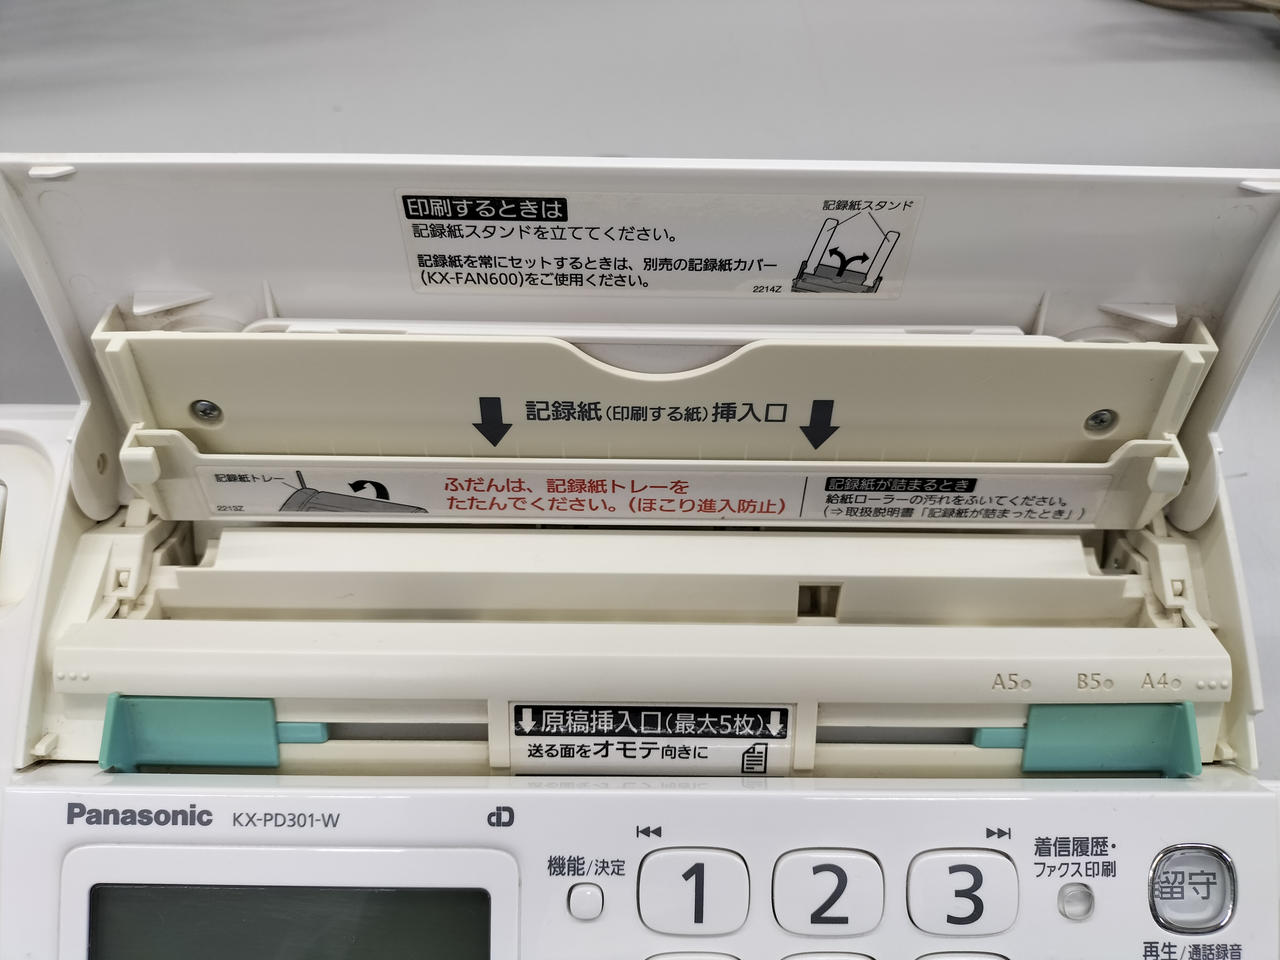 印刷するときは
記録紙スタンドを立ててください。
記録紙を常にセットするときは、別売の記録紙カバー
(KX-FAN600)をご使用ください。
記録紙スタンド
2214Z
記録紙(印刷する紙)挿入口
記録紙トレー
2213Z
ふだんは、記録紙トレーを
たたんでください。(ほこり進入防止)
記録紙が詰まるとき
給紙ローラーの汚れをふいてください。
(⇒取扱説明書「記録紙が詰まったとき」)
A5 B5 A4
原稿挿入口(最大5枚)
送る面をオモテ向きに
Panasonic KX-PD301-W
機能/決定
1 2 3
着信履歴・
ファクス印刷
留守
再生/通話録音